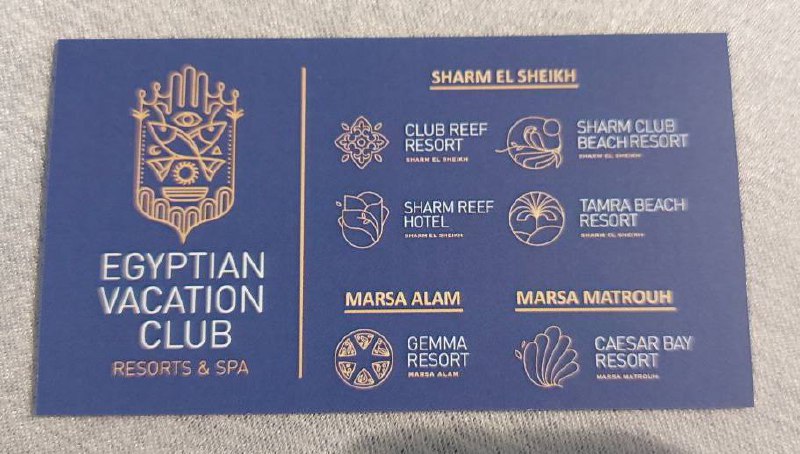 EGYPTIAN
VACATION
CLUB
RESORTS & SPA
SHARM EL SHEIKH
CLUB REEF
RESORT
SHARM EL SHEIKH
SHARM CLUB
BEACH RESORT
SHARM EL SHEIKH
SHARM REEF
HOTEL
SHARM EL SHEIKH
TAMRA BEACH
RESORT
SHARM EL SHEIKH
MARSA ALAM
GEMMA
RESORT
MARSA ALAM
MARSA MATROUH
CAESAR BAY
RESORT
MARSA MATROUH